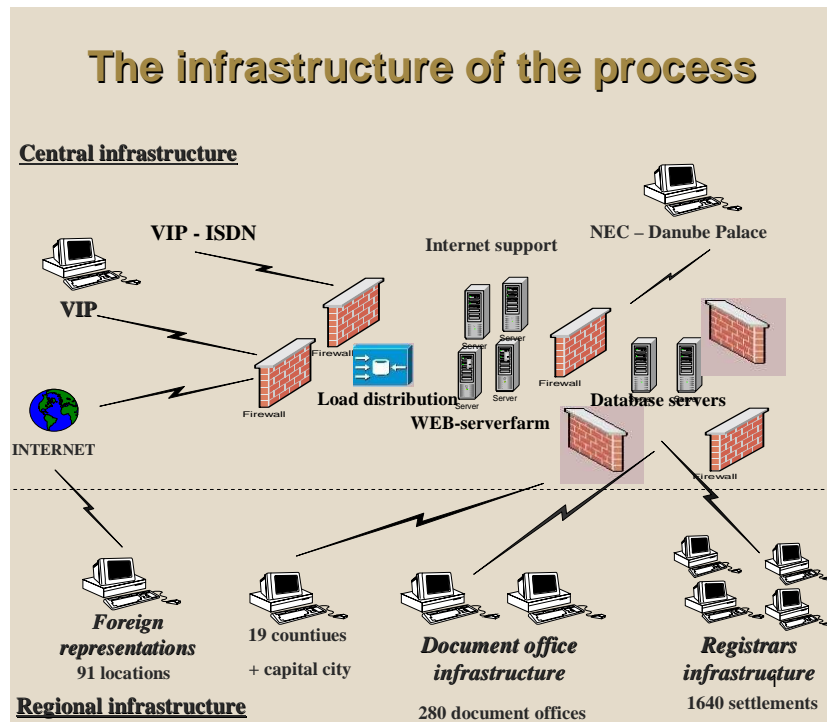 The infrastructure of the process
Central infrastructure
VIP - ISDN
NEC – Danube Palace
Internet support
VIP
Server
Server
Firewall
Firewall
Load distribution
Server
Server
WEB-serverfarm
Firewall
Server
Server
Database servers
Firewall
INTERNET
Foreign
representations
91 locations
19 countiues
+ capital city
Document office
infrastructure
280 document offices
Registrars
infrastructure
1640 settlements
Regional infrastructure